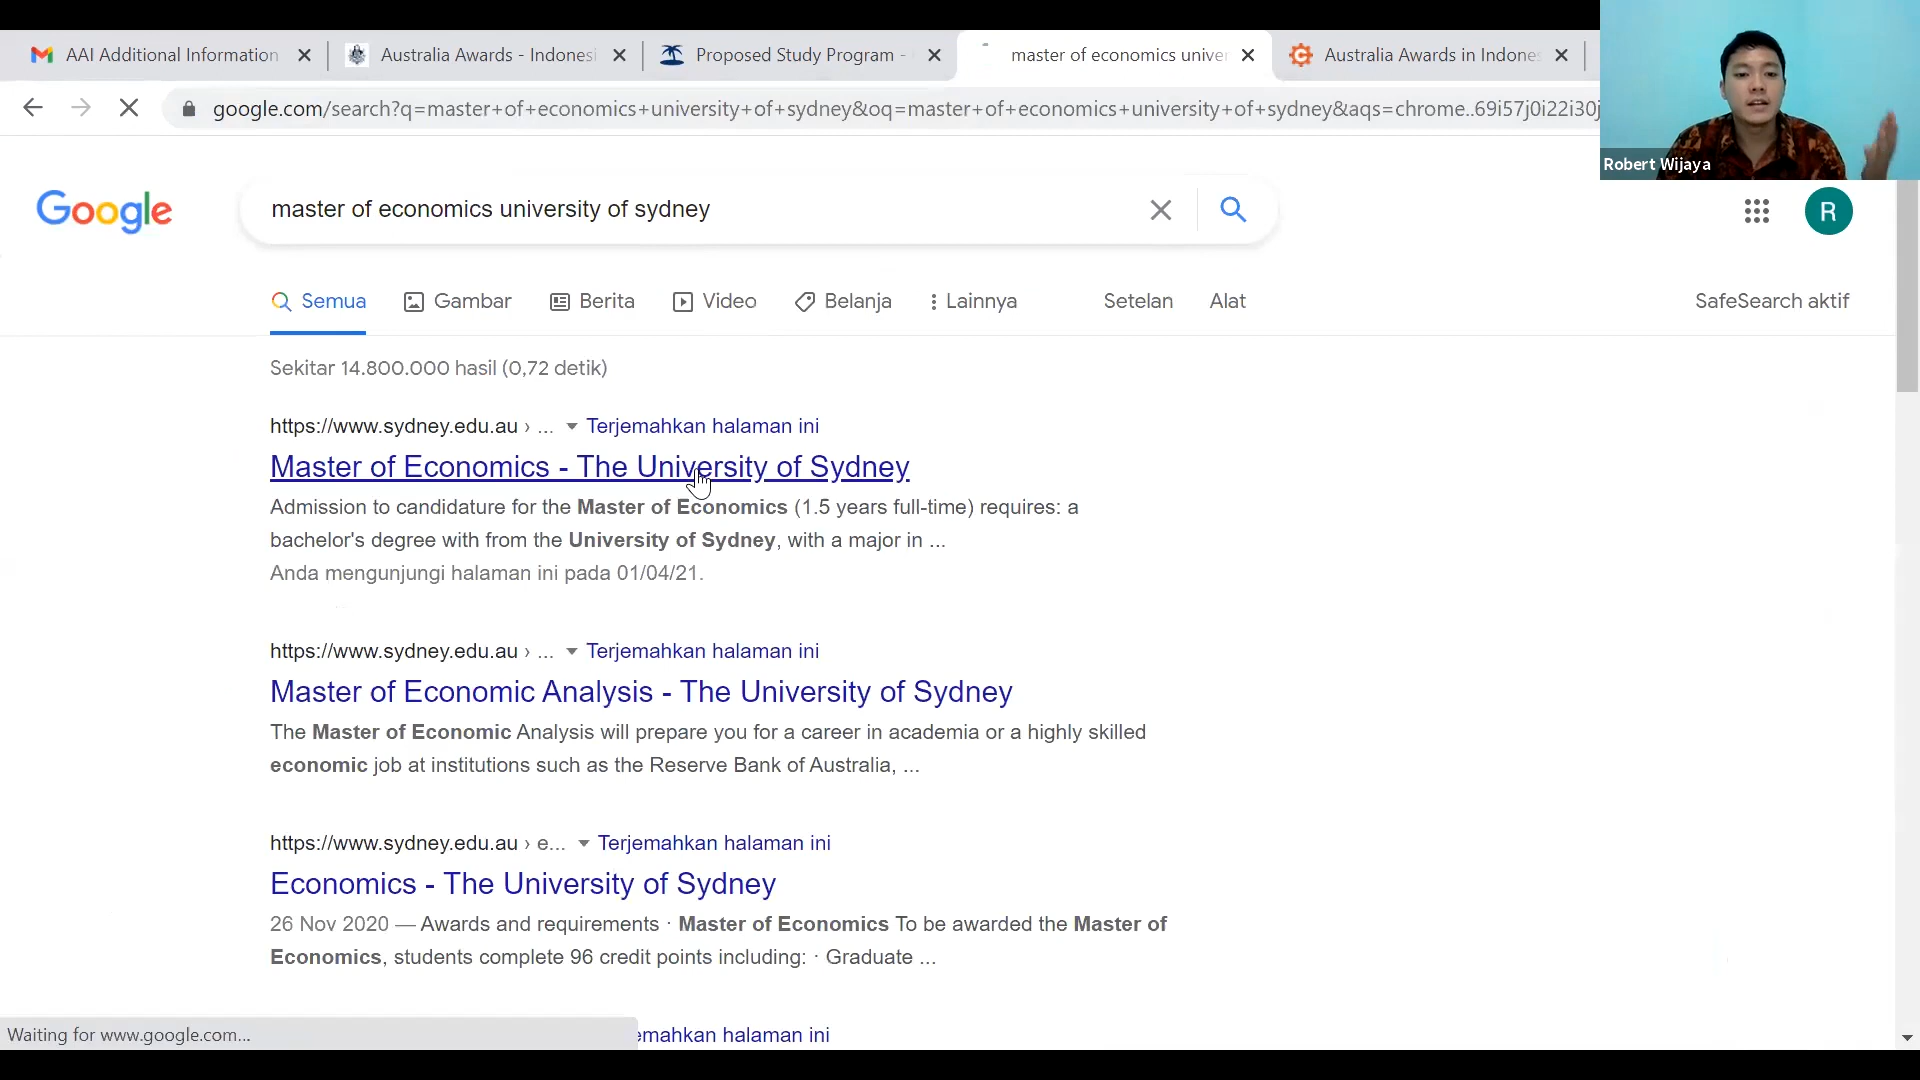 AAI Additional Information
Australia Awards - Indonesi
Proposed Study Program -
master of economics univer
Australia Awards in Indones
google.com/search?q=master+of+economics+university+of+sydney&oq=master+of+economics+university+of+sydney&aqs=chrome..69i57j0i22i30j
Robert Wijaya
Google
master of economics university of sydney
R
Semua
Gambar
Berita
Video
Belanja
Lainnya
Setelan
Alat
SafeSearch aktif
Sekitar 14.800.000 hasil (0,72 detik)
https://www.sydney.edu.au › ... Terjemahkan halaman ini
Master of Economics - The University of Sydney
Admission to candidature for the Master of Economics (1.5 years full-time) requires: a
bachelor's degree with from the University of Sydney, with a major in ...
Anda mengunjungi halaman ini pada 01/04/21.
https://www.sydney.edu.au › ... Terjemahkan halaman ini
Master of Economic Analysis - The University of Sydney
The Master of Economic Analysis will prepare you for a career in academia or a highly skilled
economic job at institutions such as the Reserve Bank of Australia, ...
https://www.sydney.edu.au › e... Terjemahkan halaman ini
Economics - The University of Sydney
26 Nov 2020 — Awards and requirements · Master of Economics To be awarded the Master of
Economics, students complete 96 credit points including: · Graduate ...
Waiting for www.google.com...
emahkan halaman ini